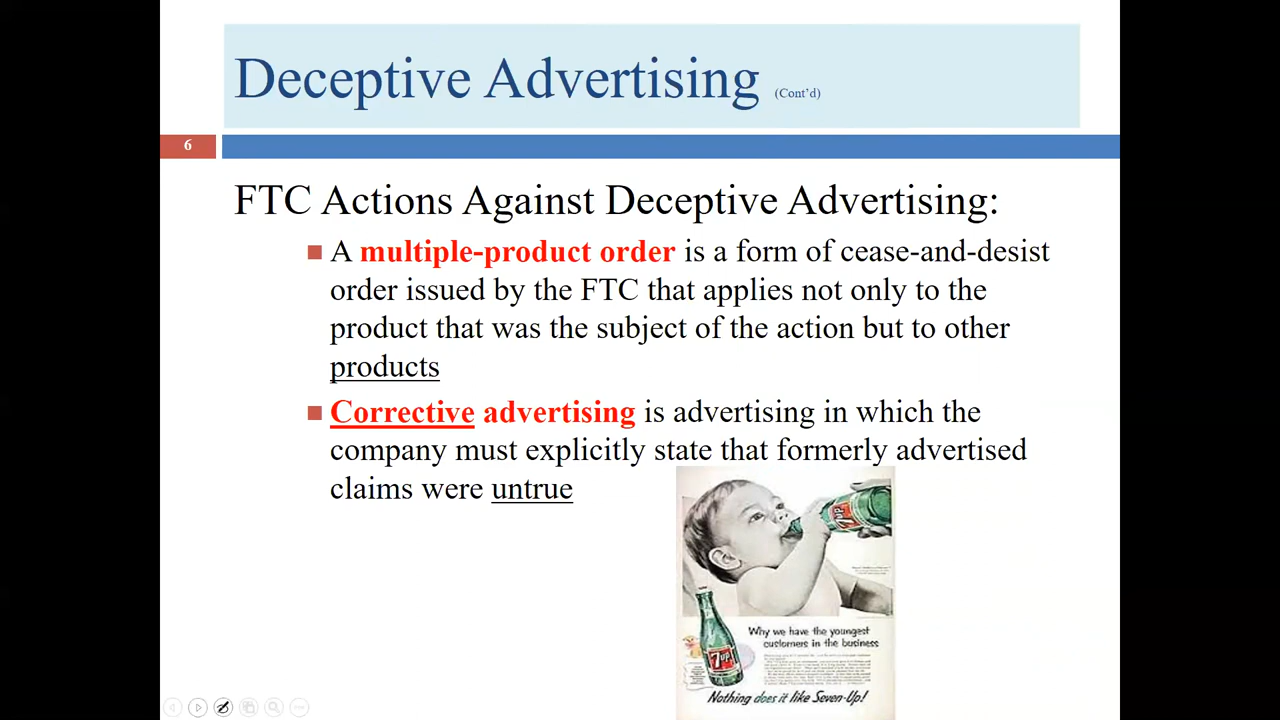 Deceptive Advertising (Cont'd)
6
FTC Actions Against Deceptive Advertising:
A multiple-product order is a form of cease-and-desist
order issued by the FTC that applies not only to the
product that was the subject of the action but to other
products
Corrective advertising is advertising in which the
company must explicitly state that formerly advertised
claims were untrue
7up
Why we have the youngest
customers in the business
7up
Nothing does it like Seven-Up!